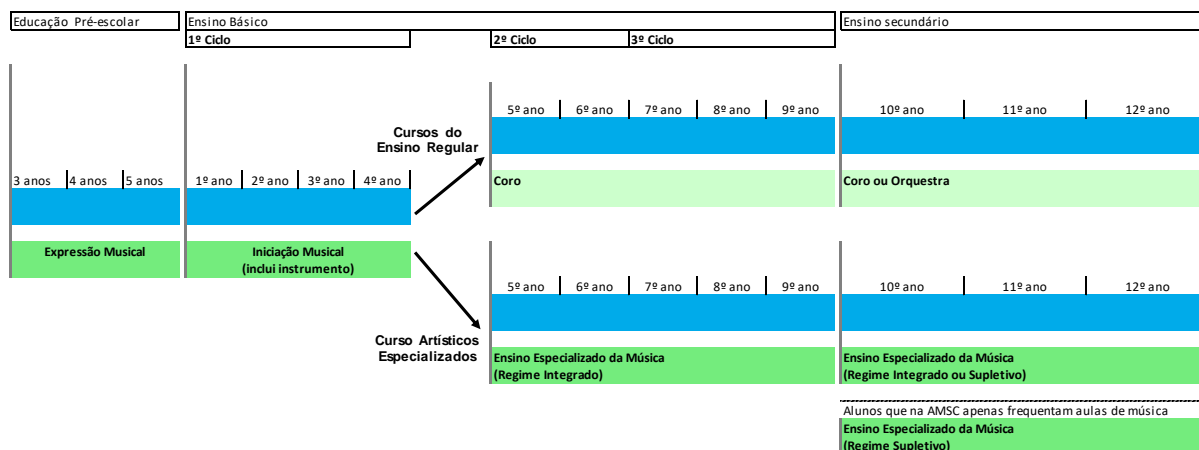 Educação Pré-escolar
Ensino Básico
Ensino secundário
1º Ciclo
2º Ciclo
3º Ciclo
5º ano 6º ano 7º ano 8º ano 9º ano
10º ano 11º ano 12º ano
Cursos do
Ensino Regular
3 anos 4 anos 5 anos
1º ano 2º ano 3º ano 4º ano
Coro
Coro ou Orquestra
Expressão Musical
Iniciação Musical
(inclui instrumento)
5º ano 6º ano 7º ano 8º ano 9º ano
10º ano 11º ano 12º ano
Curso Artísticos
Especializados
Ensino Especializado da Música
(Regime Integrado)
Ensino Especializado da Música
(Regime Integrado ou Supletivo)
Alunos que na AMSC apenas frequentam aulas de música
Ensino Especializado da Música
(Regime Supletivo)